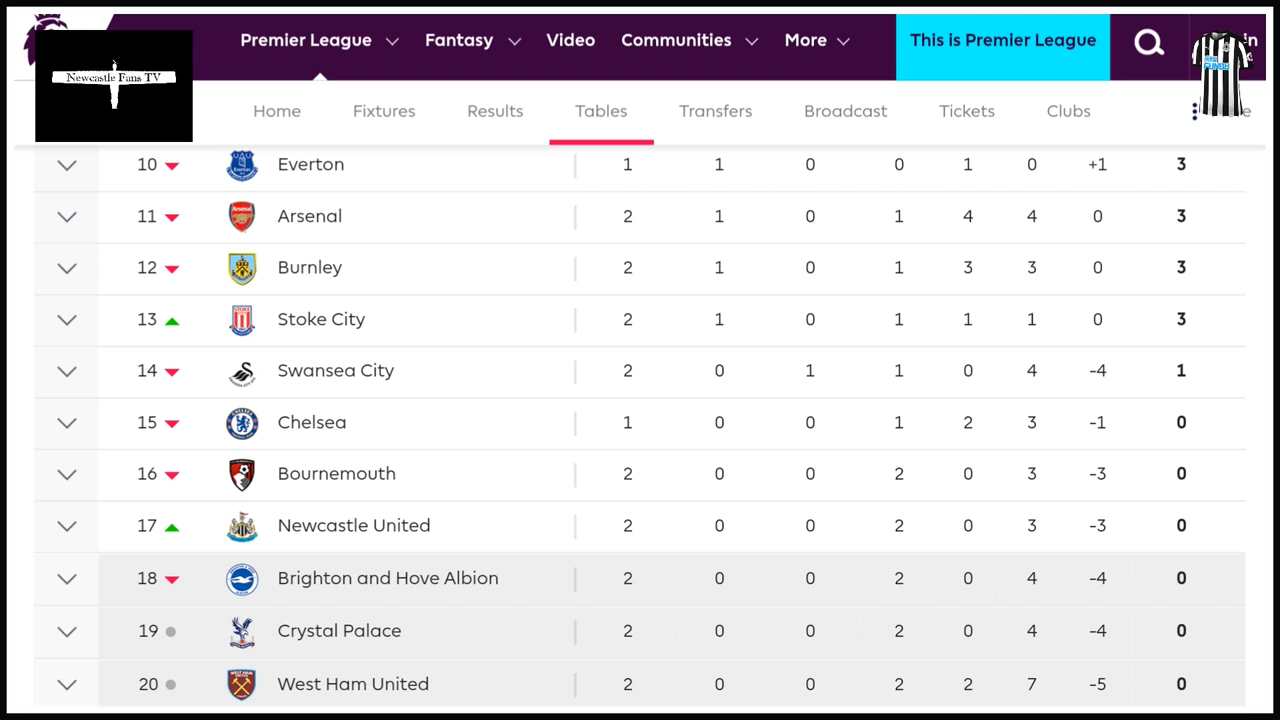 Premier League Fantasy Video Communities More This is Premier League in
Newcastle Fans TV
Home Fixtures Results Tables Transfers Broadcast Tickets Clubs e
10 Everton 1 1 0 0 1 0 +1 3
11 Arsenal 2 1 0 1 4 4 0 3
12 Burnley 2 1 0 1 3 3 0 3
13 Stoke City 2 1 0 1 1 1 0 3
14 Swansea City 2 0 1 1 0 4 -4 1
15 Chelsea 1 0 0 1 2 3 -1 0
16 Bournemouth 2 0 0 2 0 3 -3 0
17 Newcastle United 2 0 0 2 0 3 -3 0
18 Brighton and Hove Albion 2 0 0 2 0 4 -4 0
19 Crystal Palace 2 0 0 2 0 4 -4 0
20 West Ham United 2 0 0 2 2 7 -5 0